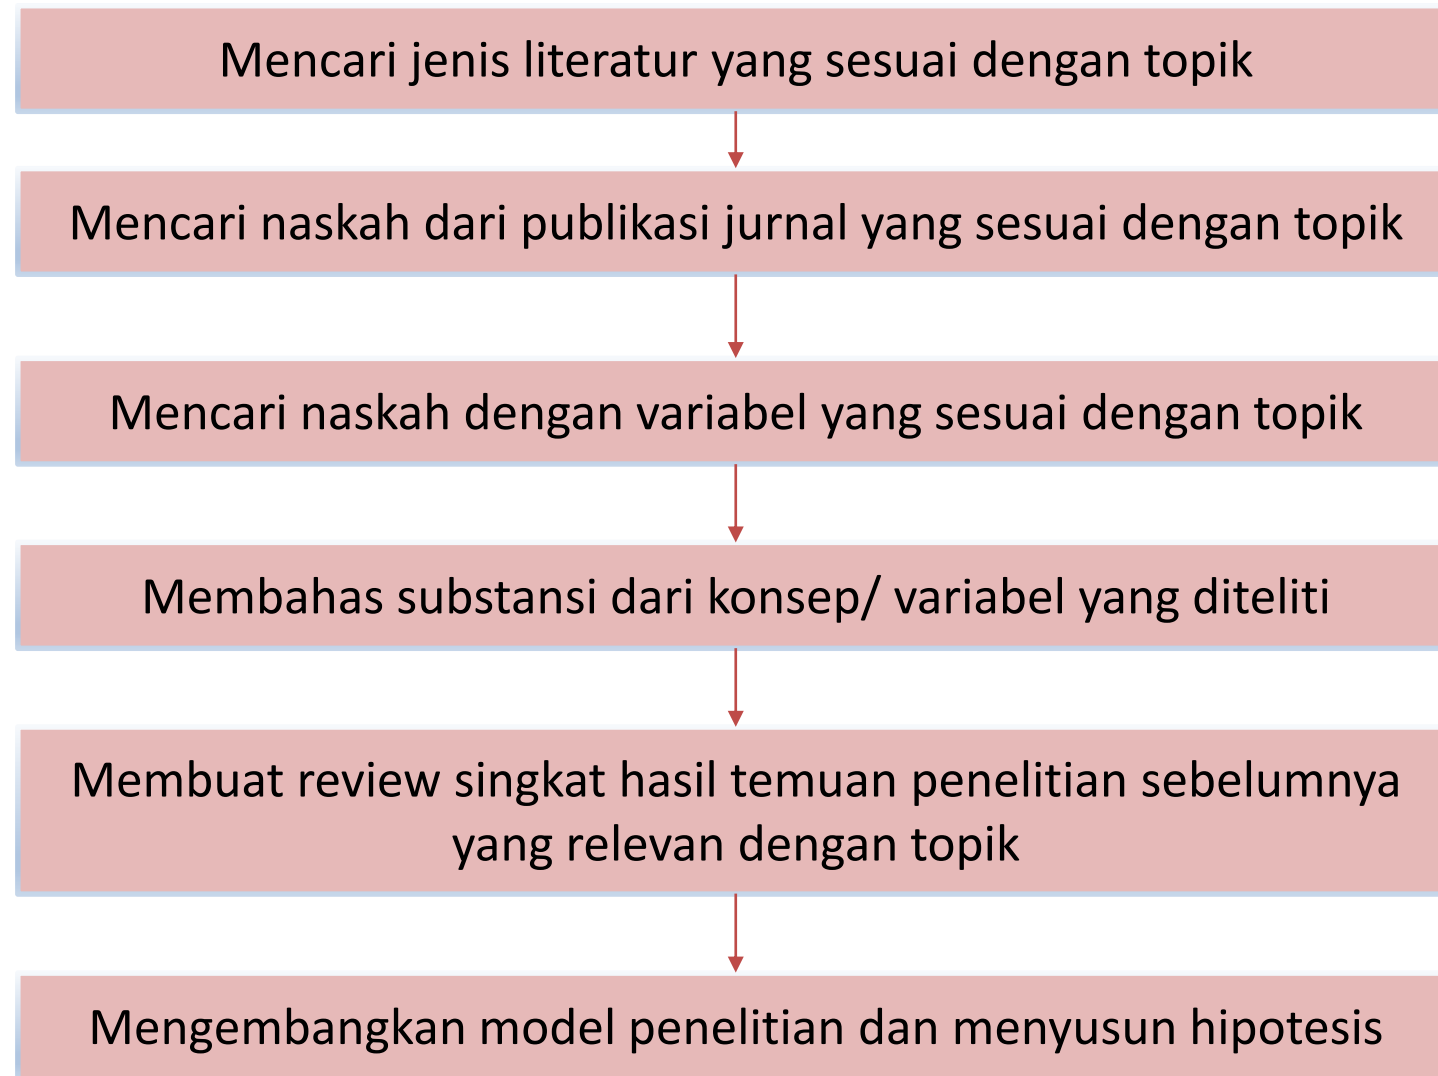 Mencari jenis literatur yang sesuai dengan topik
Mencari naskah dari publikasi jurnal yang sesuai dengan topik
Mencari naskah dengan variabel yang sesuai dengan topik
Membahas substansi dari konsep/ variabel yang diteliti
Membuat review singkat hasil temuan penelitian sebelumnya
yang relevan dengan topik
Mengembangkan model penelitian dan menyusun hipotesis